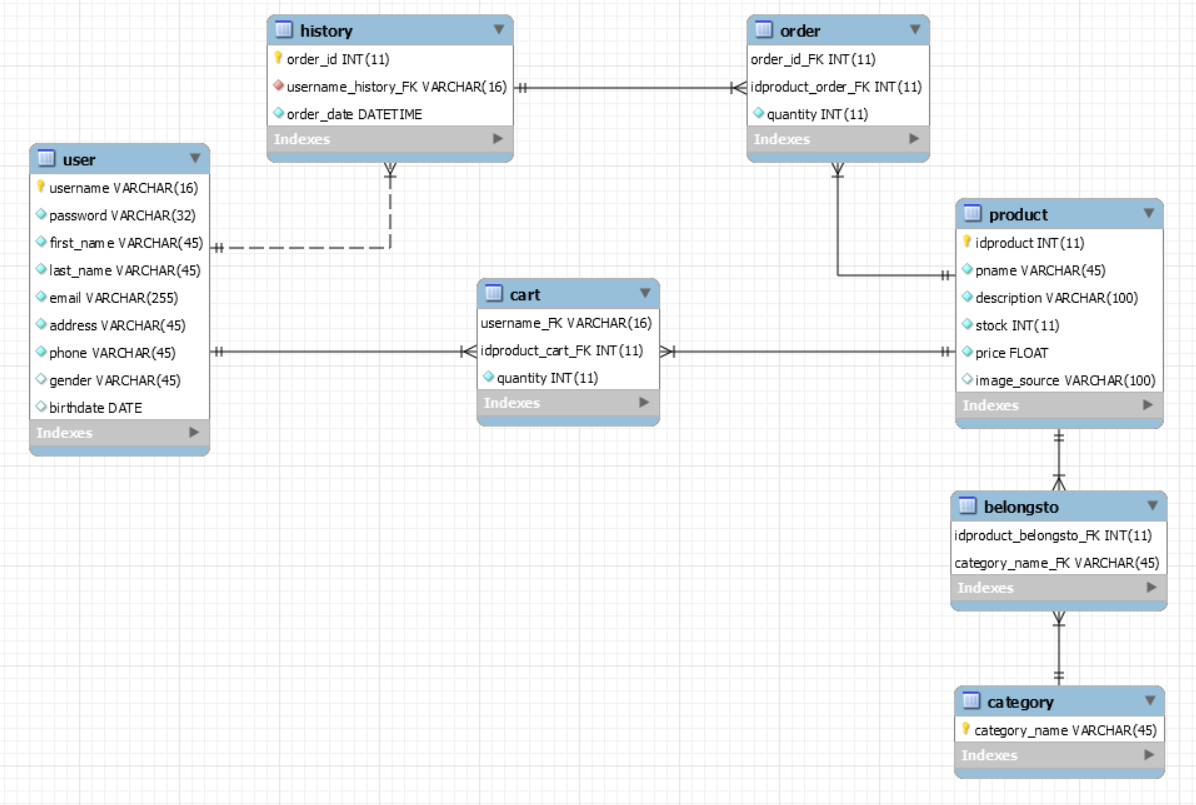 history
order_id INT(11)
username_history_FK VARCHAR(16)
order_date DATETIME
Indexes
order
order_id_FK INT(11)
idproduct_order_FK INT(11)
quantity INT(11)
Indexes
user
username VARCHAR(16)
password VARCHAR(32)
first_name VARCHAR(45)
last_name VARCHAR(45)
email VARCHAR(255)
address VARCHAR(45)
phone VARCHAR(45)
gender VARCHAR(45)
birthdate DATE
Indexes
cart
username_FK VARCHAR(16)
idproduct_cart_FK INT(11)
quantity INT(11)
Indexes
product
idproduct INT(11)
pname VARCHAR(45)
description VARCHAR(100)
stock INT(11)
price FLOAT
image_source VARCHAR(100)
Indexes
belongsto
idproduct_belongsto_FK INT(11)
category_name_FK VARCHAR(45)
Indexes
category
category_name VARCHAR(45)
Indexes